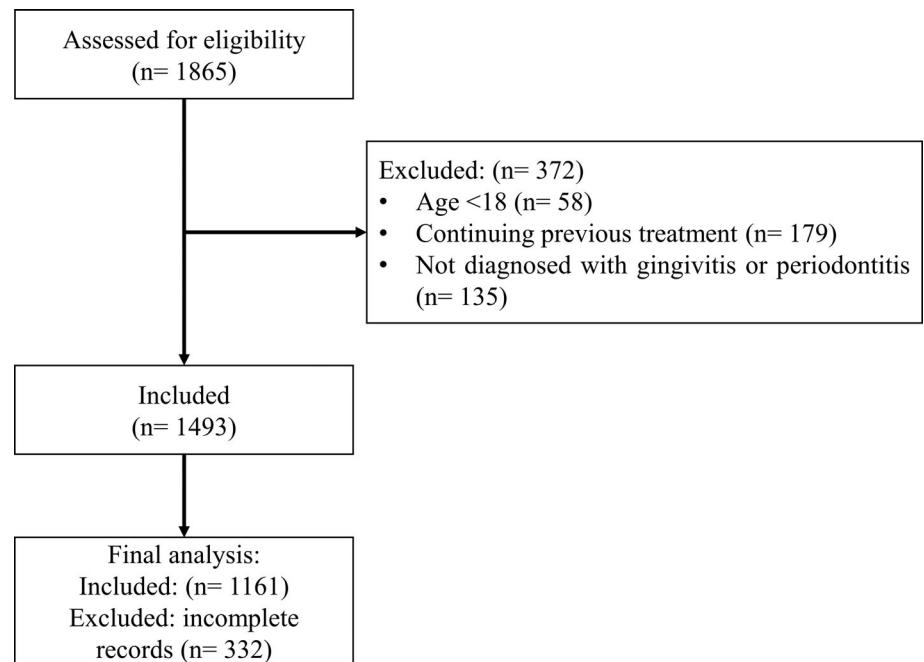 Assessed for eligibility
(n= 1865)
Excluded: (n= 372)
• Age <18 (n= 58)
• Continuing previous treatment (n= 179)
• Not diagnosed with gingivitis or periodontitis
(n= 135)
Included
(n= 1493)
Final analysis:
Included: (n= 1161)
Excluded: incomplete
records (n= 332)